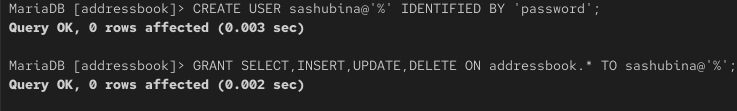 MariaDB [addressbook]> CREATE USER sashubina@'%' IDENTIFIED BY 'password';
Query OK, 0 rows affected (0.003 sec)
MariaDB [addressbook]> GRANT SELECT,INSERT,UPDATE,DELETE ON addressbook.* TO sashubina@'%';
Query OK, 0 rows affected (0.002 sec)